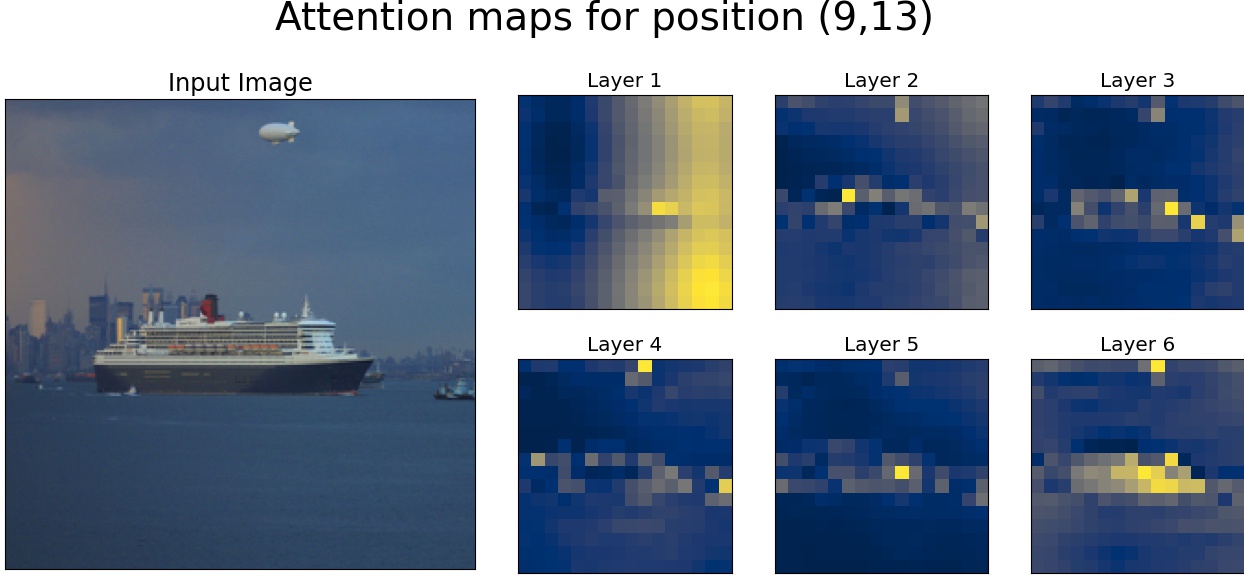 Attention maps for position (9,13)
Input Image
Layer 1
Layer 2
Layer 3
Layer 4
Layer 5
Layer 6